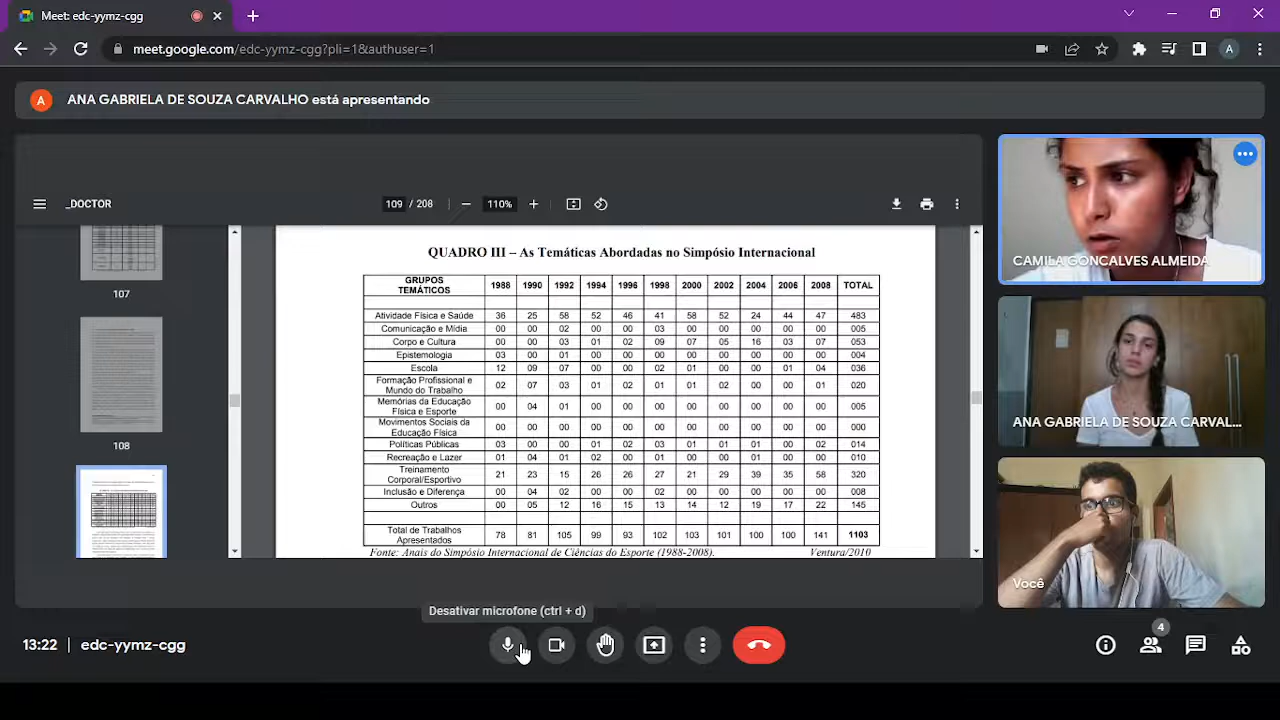 Meet: edc-yymz-cgg
meet.google.com/edc-yymz-cgg?pli=1&authuser=1
A
A ANA GABRIELA DE SOUZA CARVALHO está apresentando
_DOCTOR 109 / 208 110%
107
108
QUADRO III – As Temáticas Abordadas no Simpósio Internacional
GRUPOS TEMÁTICOS 1988 1990 1992 1994 1996 1998 2000 2002 2004 2006 2008 TOTAL
Atividade Física e Saúde 36 25 58 52 46 41 58 52 24 44 47 483
Comunicação e Mídia 00 00 02 00 00 03 00 00 00 00 00 005
Corpo e Cultura 00 00 03 01 02 09 07 05 16 03 07 053
Epistemologia 03 00 01 00 00 00 00 00 00 00 00 004
Escola 12 09 07 00 00 02 01 00 00 01 04 036
Formação Profissional e Mundo do Trabalho 02 07 03 01 02 01 01 02 00 00 01 020
Memórias da Educação Física e Esporte 00 04 01 00 00 00 00 00 00 00 00 005
Movimentos Sociais da Educação Física 00 00 00 00 00 00 00 00 00 00 00 000
Políticas Públicas 03 00 00 01 02 03 01 01 01 00 02 014
Recreação e Lazer 01 04 01 02 00 01 00 00 01 00 00 010
Treinamento Corporal/Esportivo 21 23 15 26 26 27 21 29 39 35 58 320
Inclusão e Diferença 00 04 02 00 00 02 00 00 00 00 00 008
Outros 00 05 12 16 15 13 14 12 19 17 22 145
Total de Trabalhos Apresentados 78 81 105 99 93 102 103 101 100 100 141 1103
Fonte: Anais do Simpósio Internacional de Ciências do Esporte (1988-2008). Ventura/2010
CAMILA GONCALVES ALMEIDA
ANA GABRIELA DE SOUZA CARVAL...
Você
Desativar microfone (ctrl + d)
13:22 | edc-yymz-cgg
4